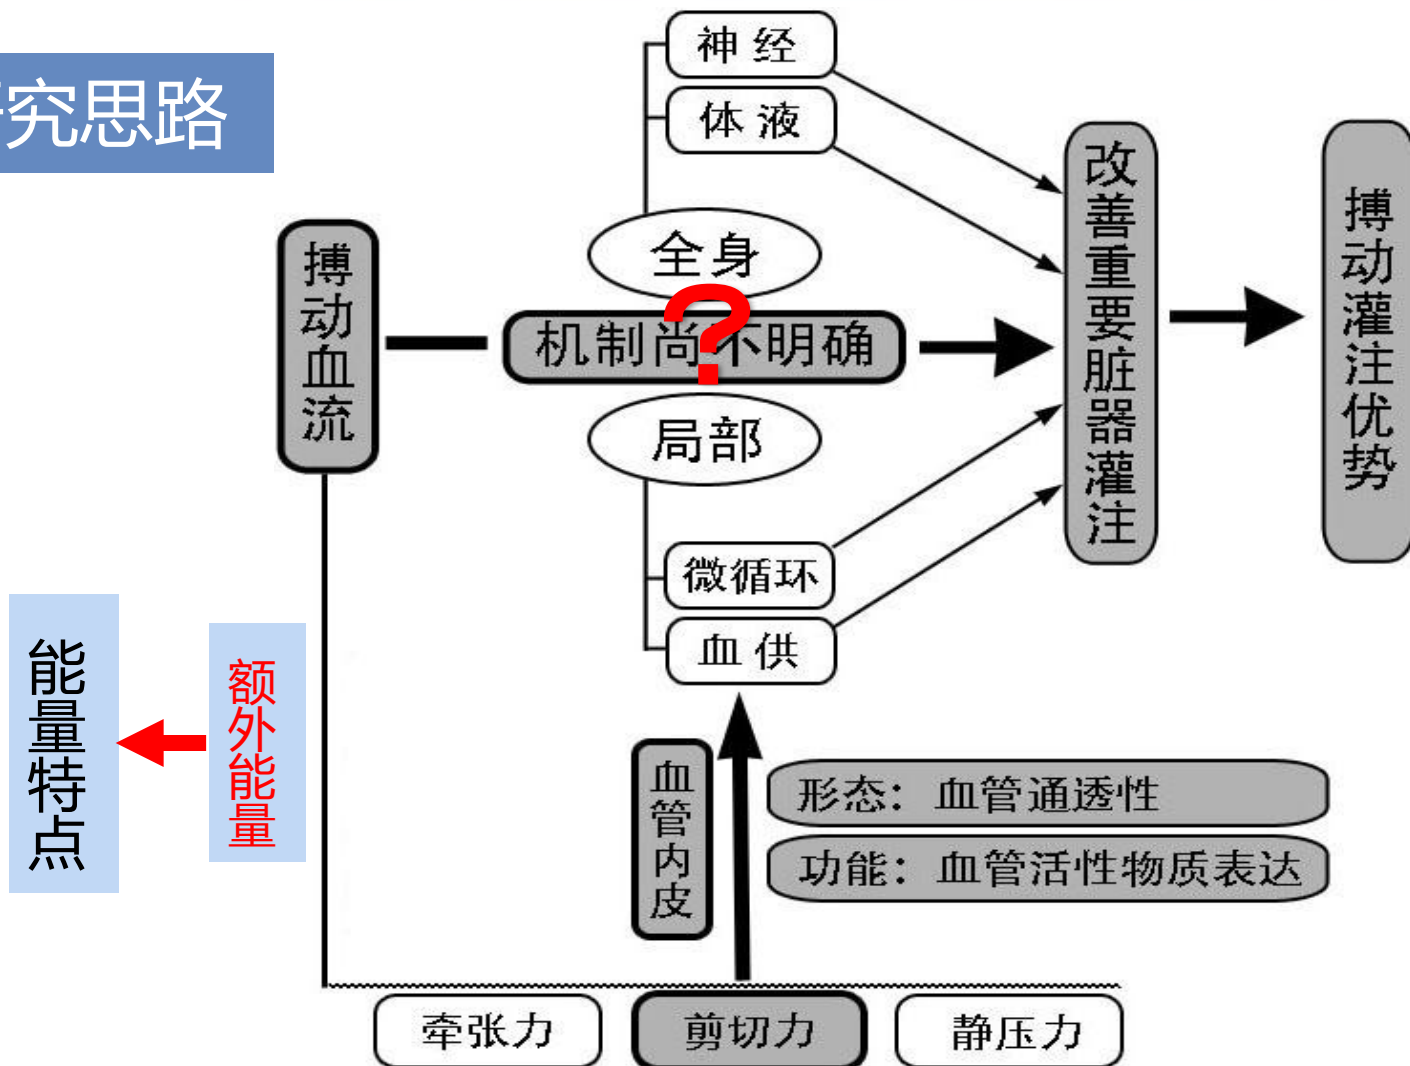 究思路
神经
体液
全身
搏动血流
机制尚不明确
?
局部
微循环
血供
改善重要脏器灌注
搏动灌注优势
能量特点
额外能量
血管内皮
形态：血管通透性
功能：血管活性物质表达
牵张力
剪切力
静压力